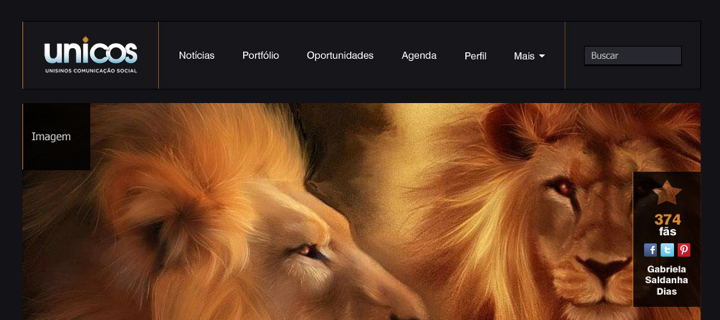 unicos
UNISINOS COMUNICAÇÃO SOCIAL
Notícias
Portfólio
Oportunidades
Agenda
Perfil
Mais
Buscar
Imagem
374
fãs
Gabriela
Saldanha
Dias